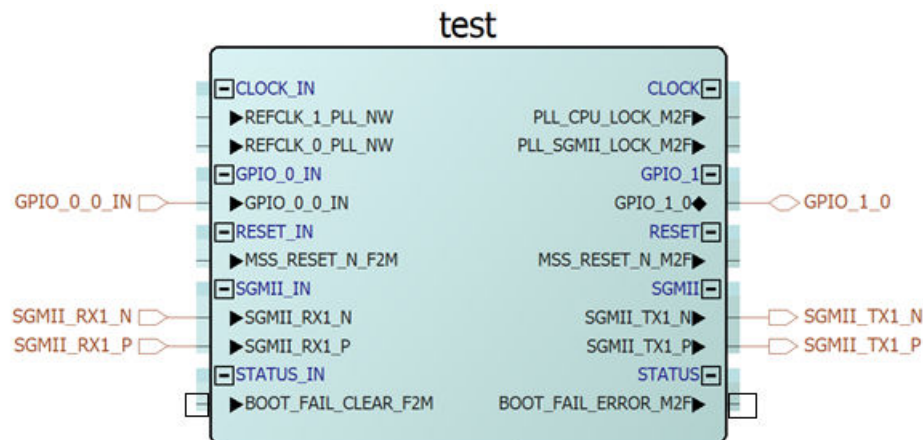 test
CLOCK_IN CLOCK
REFCLK_1_PLL_NW PLL_CPU_LOCK_M2F
REFCLK_0_PLL_NW PLL_SGMII_LOCK_M2F
GPIO_0_IN GPIO_1
GPIO_0_0_IN GPIO_0_0_IN GPIO_1_0 GPIO_1_0
RESET_IN RESET
MSS_RESET_N_F2M MSS_RESET_N_M2F
SGMII_IN SGMII
SGMII_RX1_N SGMII_RX1_N SGMII_TX1_N SGMII_TX1_N
SGMII_RX1_P SGMII_RX1_P SGMII_TX1_P SGMII_TX1_P
STATUS_IN STATUS
BOOT_FAIL_CLEAR_F2M BOOT_FAIL_ERROR_M2F